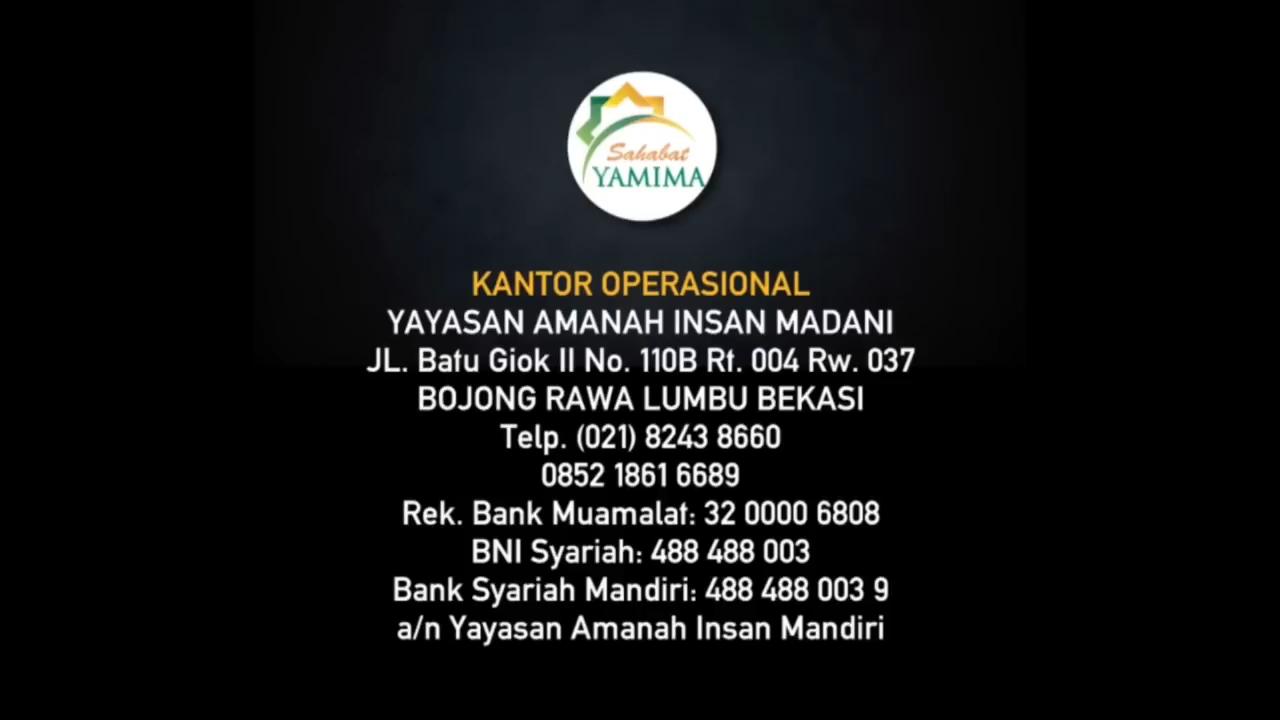 Sahabat
YAMIMA
KANTOR OPERASIONAL
YAYASAN AMANAH INSAN MADANI
JL. Batu Giok II No. 110B Rt. 004 Rw. 037
BOJONG RAWA LUMBU BEKASI
Telp. (021) 8243 8660
0852 1861 6689
Rek. Bank Muamalat: 32 0000 6808
BNI Syariah: 488 488 003
Bank Syariah Mandiri: 488 488 003 9
a/n Yayasan Amanah Insan Mandiri